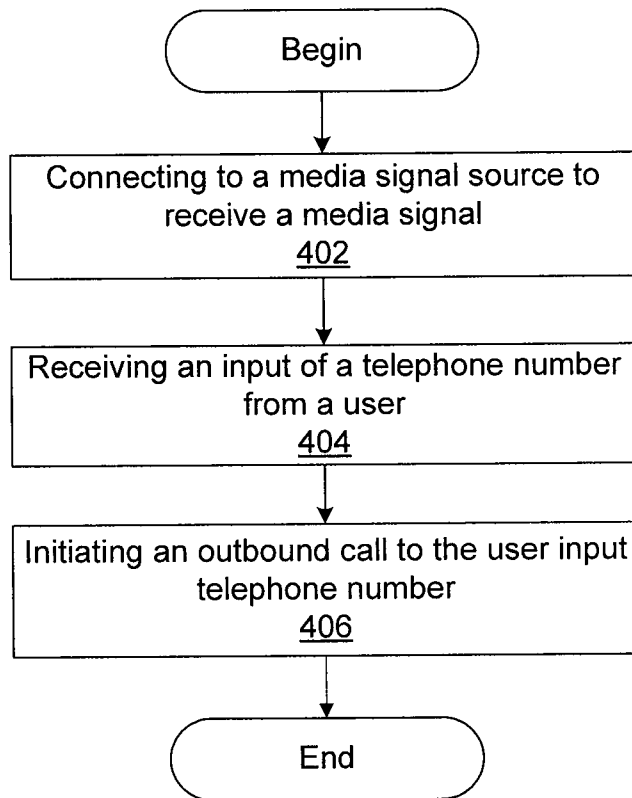 Begin
Connecting to a media signal source to
receive a media signal
402
Receiving an input of a telephone number
from a user
404
Initiating an outbound call to the user input
telephone number
406
End